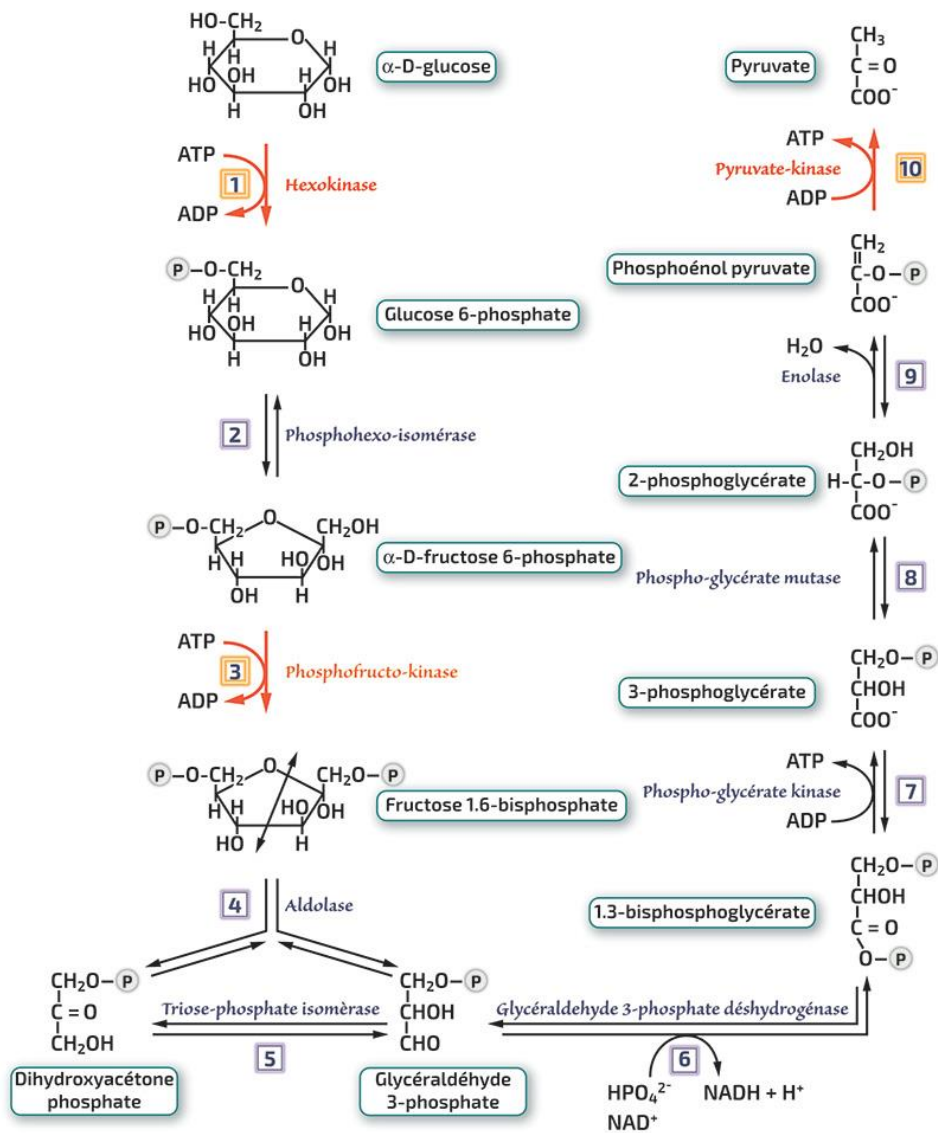 HO-CH₂
O
H
H
H
H
OH
H
HO
OH
H
OH
α-D-glucose
ATP
1
Hexokinase
ADP
P-O-CH₂
O
H
H
H
H
OH
H
HO
OH
H
OH
Glucose 6-phosphate
2
Phosphohexo-isomérase
P-O-CH₂
O
CH₂OH
H
H
HO
OH
OH
H
α-D-fructose 6-phosphate
ATP
3
Phosphofructo-kinase
ADP
P-O-CH₂
O
CH₂O-P
H
H
HO
OH
HO
H
Fructose 1.6-bisphosphate
4
Aldolase
CH₂O-P
C = O
CH₂OH
Dihydroxyacétone
phosphate
Triose-phosphate isomèrase
5
CH₂O-P
CHOH
CHO
Glycéraldéhyde
3-phosphate
Glycéraldehyde 3-phosphate déshydrogénase
6
HPO₄²⁻
NAD⁺
NADH + H⁺
CH₂O-P
CHOH
C = O
O-P
1.3-bisphosphoglycérate
ATP
Phospho-glycérate kinase
7
ADP
CH₂O-P
CHOH
COO⁻
3-phosphoglycérate
Phospho-glycérate mutase
8
CH₂OH
H-C-O-P
COO⁻
2-phosphoglycérate
H₂O
Enolase
9
CH₂
C-O-P
COO⁻
Phosphoénol pyruvate
ATP
Pyruvate-kinase
10
ADP
CH₃
C = O
COO⁻
Pyruvate